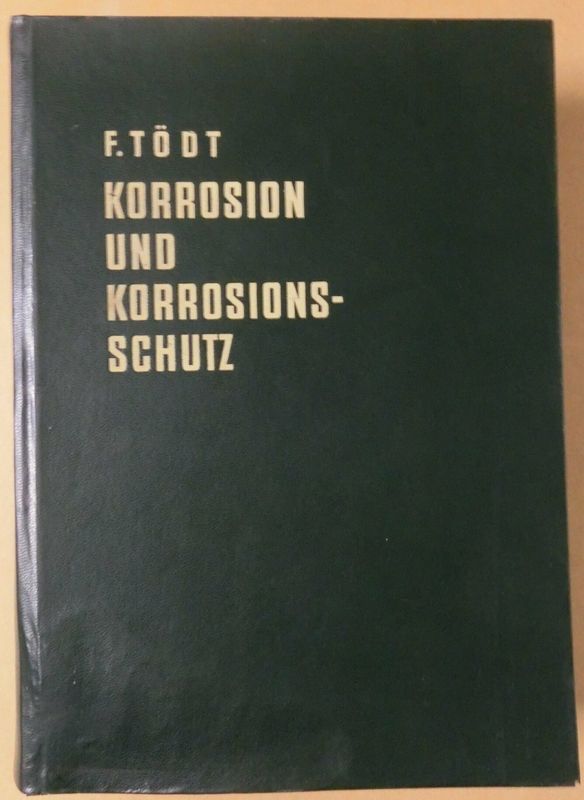 F. TÖDT
KORROSION
UND
KORROSIONS-
SCHUTZ